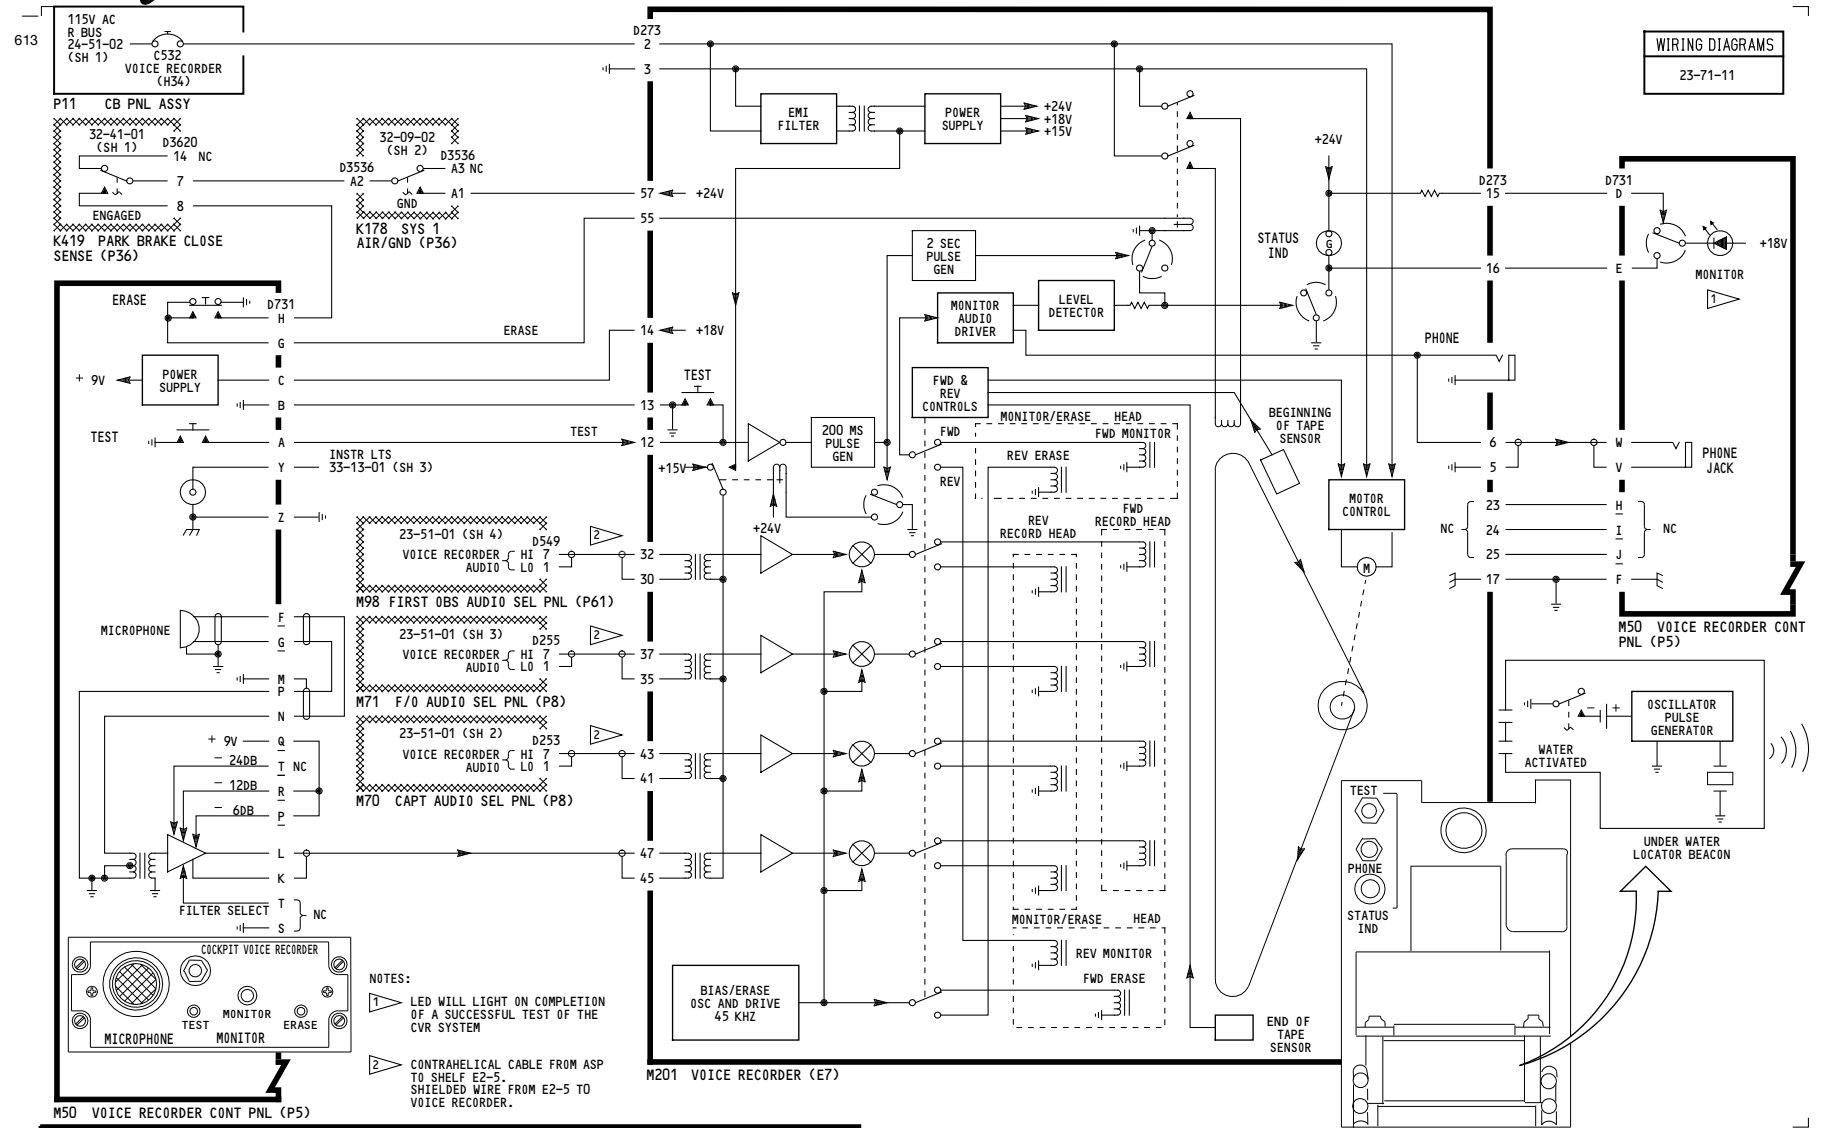 613
115V AC
R BUS
24-51-02
(SH 1)
C532
VOICE RECORDER
(H34)
P11 CB PNL ASSY
32-41-01
(SH 1)
D3620
14 NC
7
8
ENGAGED
K419 PARK BRAKE CLOSE
SENSE (P36)
32-09-02
(SH 2)
D3536
A2
D3536
A3 NC
A1
GND
K178 SYS 1
AIR/GND (P36)
D273
2
3
57
+24V
55
14
+18V
13
12
EMI
FILTER
POWER
SUPPLY
+24V
+18V
+15V
WIRING DIAGRAMS
23-71-11
+24V
STATUS
IND
G
D273
15
16
D731
D
E
+18V
MONITOR
1
2 SEC
PULSE
GEN
MONITOR
AUDIO
DRIVER
LEVEL
DETECTOR
PHONE
ERASE
D731
H
G
ERASE
POWER
SUPPLY
+ 9V
C
B
TEST
A
TEST
Y
INSTR LTS
33-13-01 (SH 3)
Z
TEST
+15V
+24V
200 MS
PULSE
GEN
FWD &
REV
CONTROLS
FWD
REV
MONITOR/ERASE HEAD
FWD MONITOR
REV ERASE
REV
RECORD HEAD
FWD
RECORD HEAD
BEGINNING
OF TAPE
SENSOR
MOTOR
CONTROL
M
6
5
W
V
PHONE
JACK
NC
23
24
25
H
I
J
NC
17
F
M50 VOICE RECORDER CONT
PNL (P5)
23-51-01 (SH 4)
D549
VOICE RECORDER
AUDIO
HI 7
LO 1
2
32
30
M98 FIRST OBS AUDIO SEL PNL (P61)
23-51-01 (SH 3)
D255
VOICE RECORDER
AUDIO
HI 7
LO 1
2
37
35
M71 F/O AUDIO SEL PNL (P8)
23-51-01 (SH 2)
D253
VOICE RECORDER
AUDIO
HI 7
LO 1
2
43
41
M70 CAPT AUDIO SEL PNL (P8)
47
45
MICROPHONE
F
G
M
P
N
+ 9V
Q
- 24DB
T NC
- 12DB
R
- 6DB
P
L
K
FILTER SELECT
T
S
NC
COCKPIT VOICE RECORDER
MICROPHONE
TEST
MONITOR
ERASE
MONITOR
M50 VOICE RECORDER CONT PNL (P5)
NOTES:
1 LED WILL LIGHT ON COMPLETION
OF A SUCCESSFUL TEST OF THE
CVR SYSTEM
2 CONTRAHELICAL CABLE FROM ASP
TO SHELF E2-5.
SHIELDED WIRE FROM E2-5 TO
VOICE RECORDER.
BIAS/ERASE
OSC AND DRIVE
45 KHZ
MONITOR/ERASE HEAD
REV MONITOR
FWD ERASE
END OF
TAPE
SENSOR
M201 VOICE RECORDER (E7)
WATER
ACTIVATED
- +
OSCILLATOR
PULSE
GENERATOR
UNDER WATER
LOCATOR BEACON
TEST
PHONE
STATUS
IND